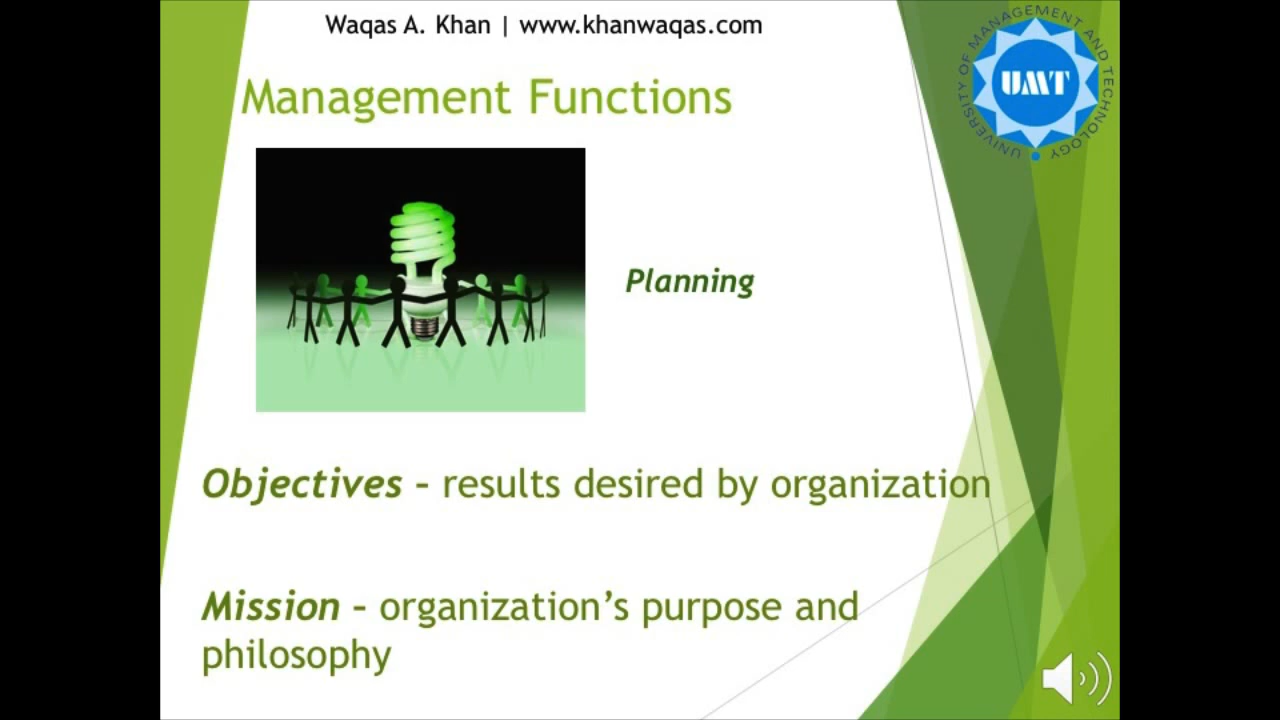 Waqas A. Khan | www.khanwaqas.com
Management Functions
UNIVERSITY OF MANAGEMENT AND TECHNOLOGY
UMT
Planning
Objectives – results desired by organization
Mission – organization’s purpose and
philosophy